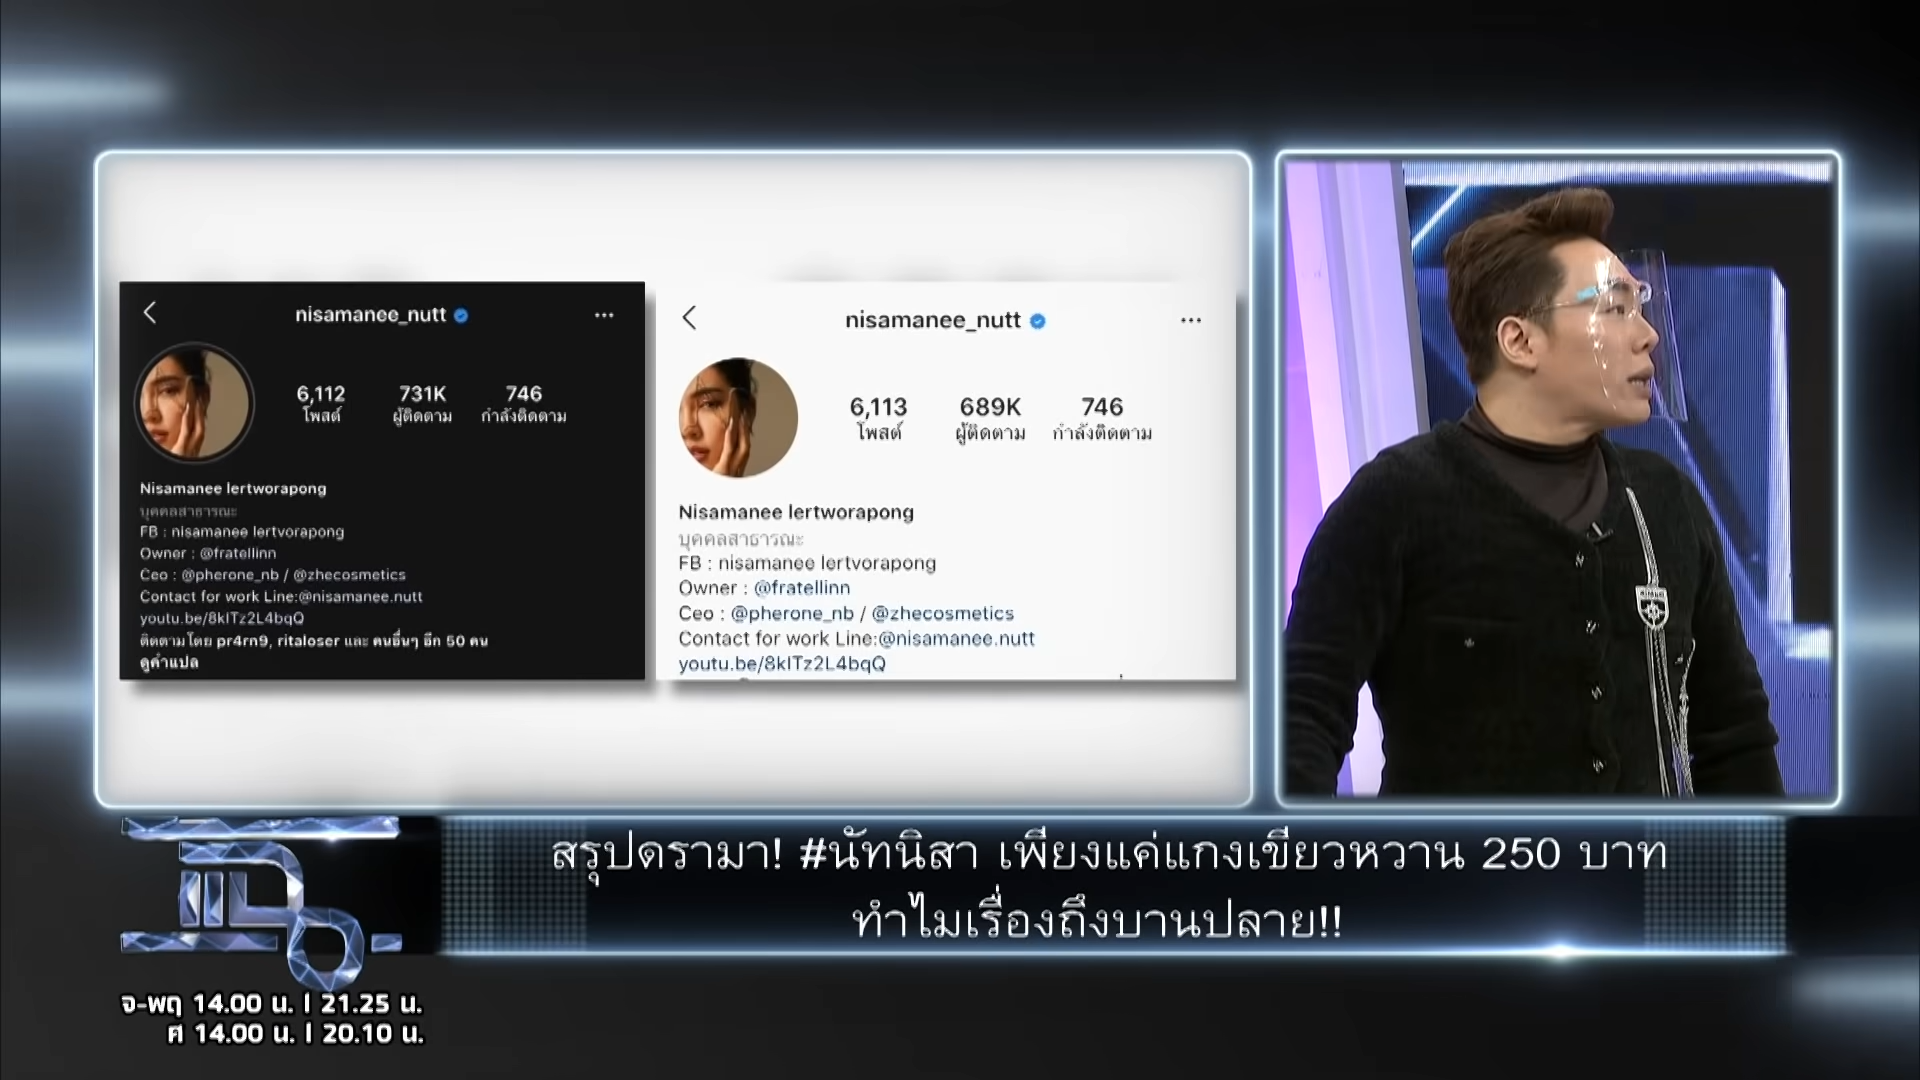 nisamanee_nutt
6,112 731K 746
โพสต์ ผู้ติดตาม กำลังติดตาม
Nisamanee lertworapong
บุคคลสาธารณะ
FB : nisamanee lertvorapong
Owner : @fratellinn
Ceo : @pherone_nb / @zhecosmetics
Contact for work Line:@nisamanee.nutt
youtu.be/8kITz2L4bqQ
ติดตามโดย pr4rn9, ritaloser และ คนอื่นๆ อีก 50 คน
ดูคำแปล
nisamanee_nutt
6,113 689K 746
โพสต์ ผู้ติดตาม กำลังติดตาม
Nisamanee lertworapong
บุคคลสาธารณะ
FB : nisamanee lertvorapong
Owner : @fratellinn
Ceo : @pherone_nb / @zhecosmetics
Contact for work Line:@nisamanee.nutt
youtu.be/8kITz2L4bqQ
สรุปดรามา! #นัทนิสา เพียงแค่แกงเขียวหวาน 250 บาท
ทำไมเรื่องถึงบานปลาย!!
แฉ
จ-พฤ 14.00 น. | 21.25 น.
ศ 14.00 น. | 20.10 น.